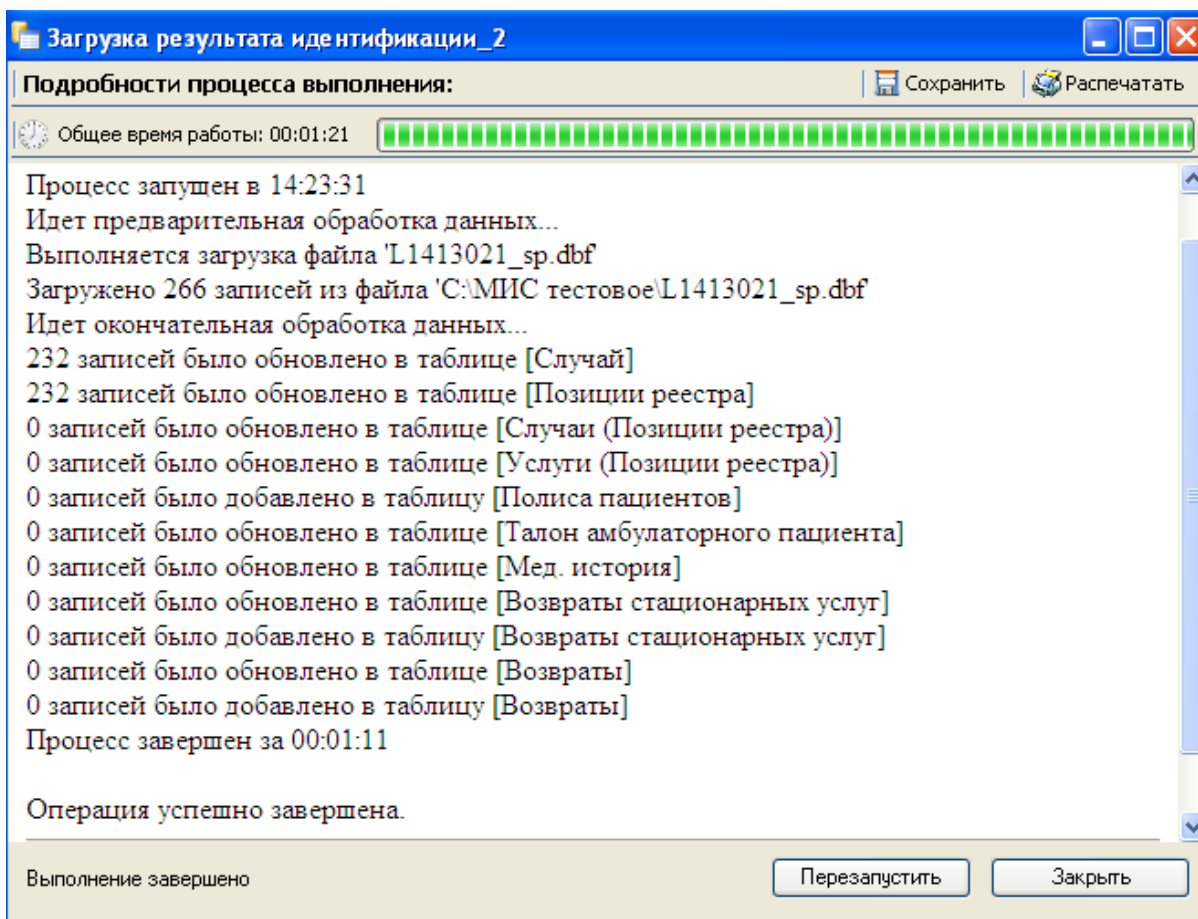 Загрузка результата идентификации_2
Подробности процесса выполнения: Сохранить Распечатать
Общее время работы: 00:01:21
Процесс запущен в 14:23:31
Идет предварительная обработка данных...
Выполняется загрузка файла 'L1413021_sp.dbf'
Загружено 266 записей из файла 'C:\МИС тестовое\L1413021_sp.dbf'
Идет окончательная обработка данных...
232 записей было обновлено в таблице [Случай]
232 записей было обновлено в таблице [Позиции реестра]
0 записей было обновлено в таблице [Случаи (Позиции реестра)]
0 записей было обновлено в таблице [Услуги (Позиции реестра)]
0 записей было добавлено в таблицу [Полиса пациентов]
0 записей было обновлено в таблице [Талон амбулаторного пациента]
0 записей было обновлено в таблице [Мед. история]
0 записей было обновлено в таблице [Возвраты стационарных услуг]
0 записей было добавлено в таблицу [Возвраты стационарных услуг]
0 записей было обновлено в таблице [Возвраты]
0 записей было добавлено в таблицу [Возвраты]
Процесс завершен за 00:01:11
Операция успешно завершена.
Выполнение завершено Перезапустить Закрыть